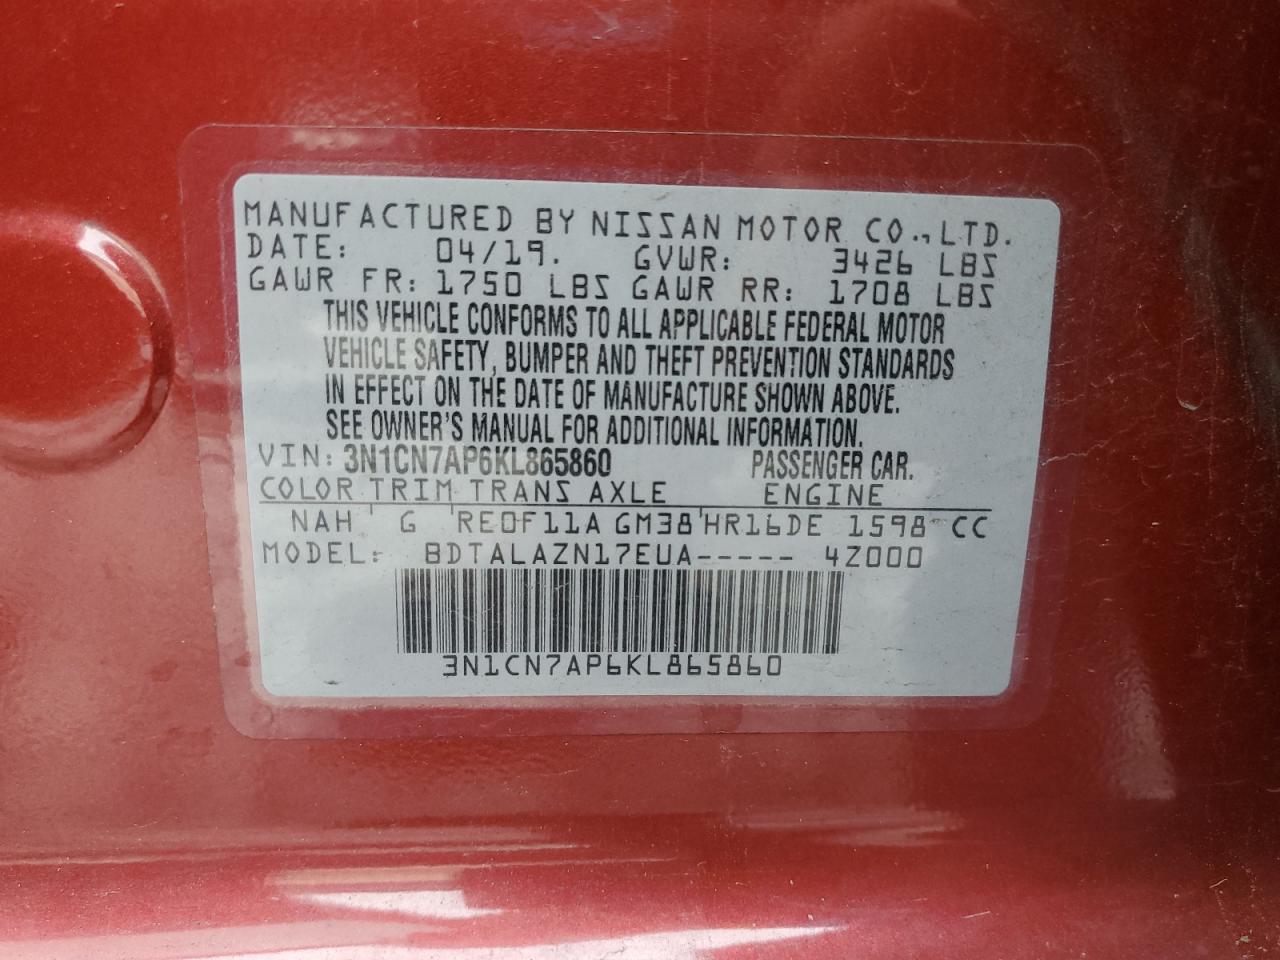 MANUFACTURED BY NISSAN MOTOR CO., LTD.
DATE: 04/19. GVWR: 3426 LBS
GAWR FR: 1750 LBS GAWR RR: 1708 LBS
THIS VEHICLE CONFORMS TO ALL APPLICABLE FEDERAL MOTOR
VEHICLE SAFETY, BUMPER AND THEFT PREVENTION STANDARDS
IN EFFECT ON THE DATE OF MANUFACTURE SHOWN ABOVE.
SEE OWNER'S MANUAL FOR ADDITIONAL INFORMATION.
VIN: 3N1CN7AP6KL865860 PASSENGER CAR.
COLOR TRIM TRANS AXLE ENGINE
NAH G RE0F11A GM38 HR16DE 1598 CC
MODEL: BDTALAZN17EUA----- 4Z000
3N1CN7AP6KL865860